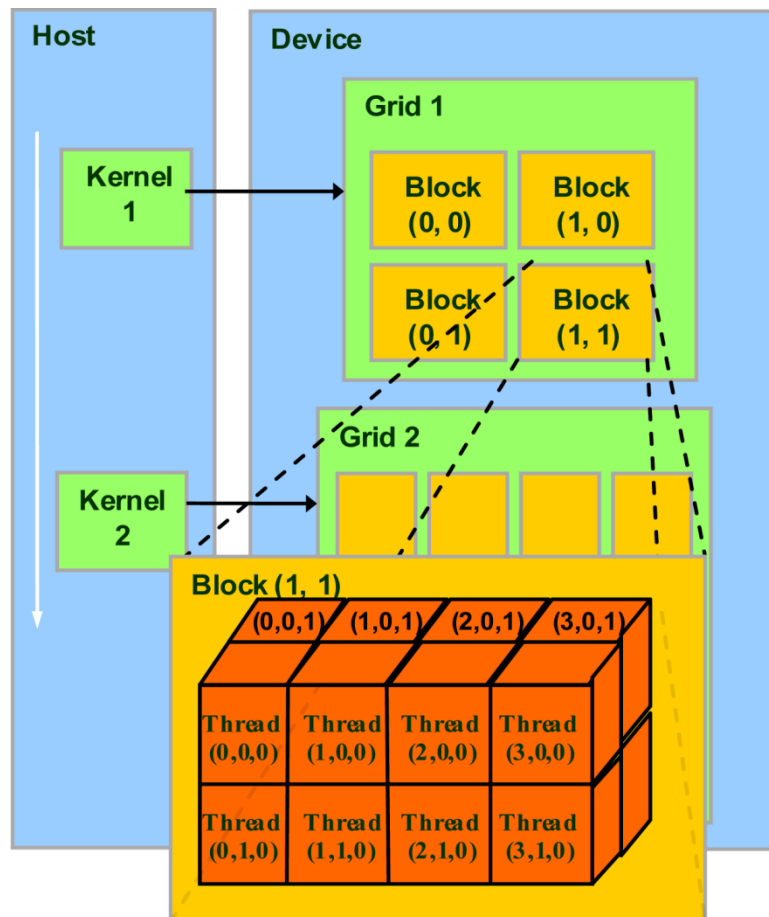 Host
Device
Grid 1
Kernel
1
Block
(0, 0)
Block
(1, 0)
Block
(0, 1)
Block
(1, 1)
Grid 2
Kernel
2
Block (1, 1)
(0,0,1) (1,0,1) (2,0,1) (3,0,1)
Thread
(0,0,0)
Thread
(1,0,0)
Thread
(2,0,0)
Thread
(3,0,0)
Thread
(0,1,0)
Thread
(1,1,0)
Thread
(2,1,0)
Thread
(3,1,0)